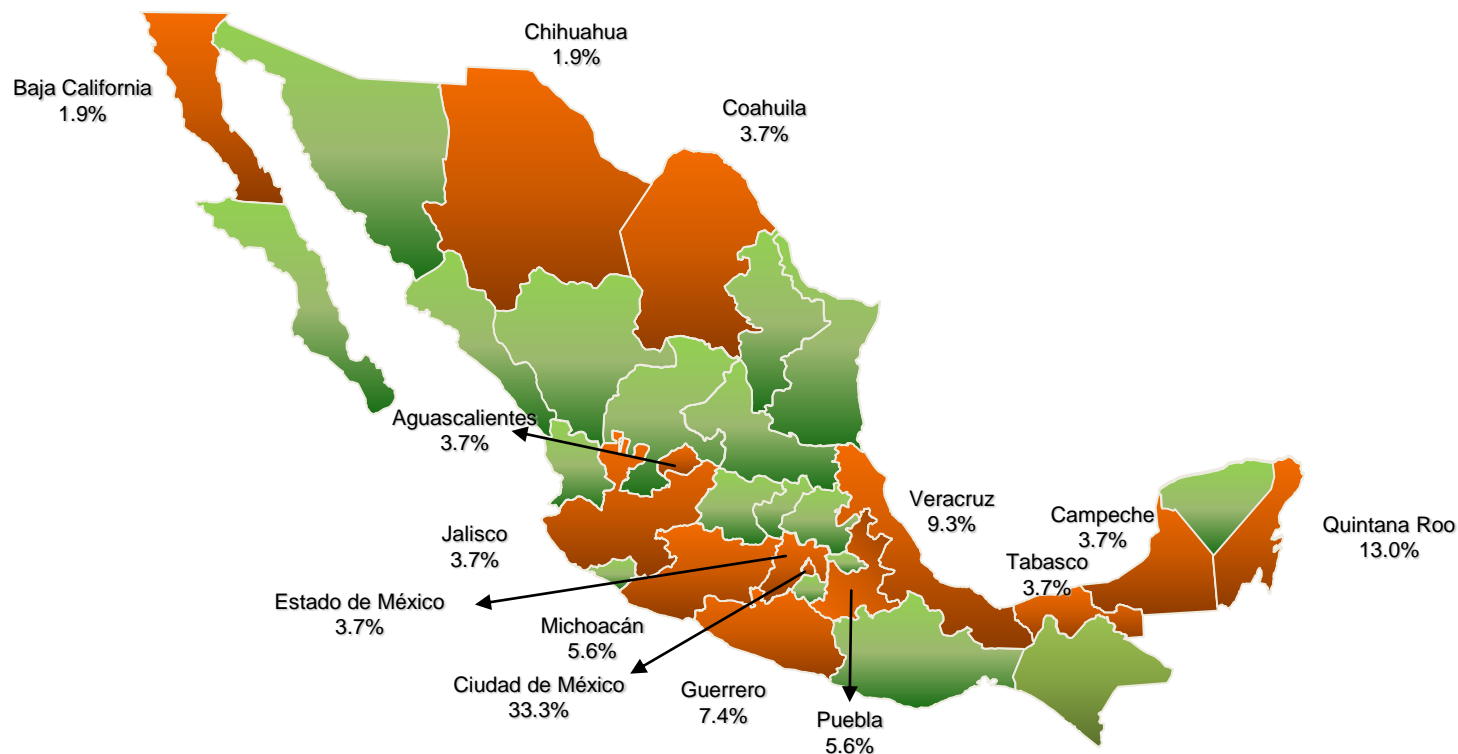 Chihuahua
1.9%
Baja California
1.9%
Coahuila
3.7%
Aguascalientes
3.7%
Veracruz
9.3%
Campeche
3.7%
Quintana Roo
13.0%
Jalisco
3.7%
Tabasco
3.7%
Estado de México
3.7%
Michoacán
5.6%
Ciudad de México
33.3%
Guerrero
7.4%
Puebla
5.6%